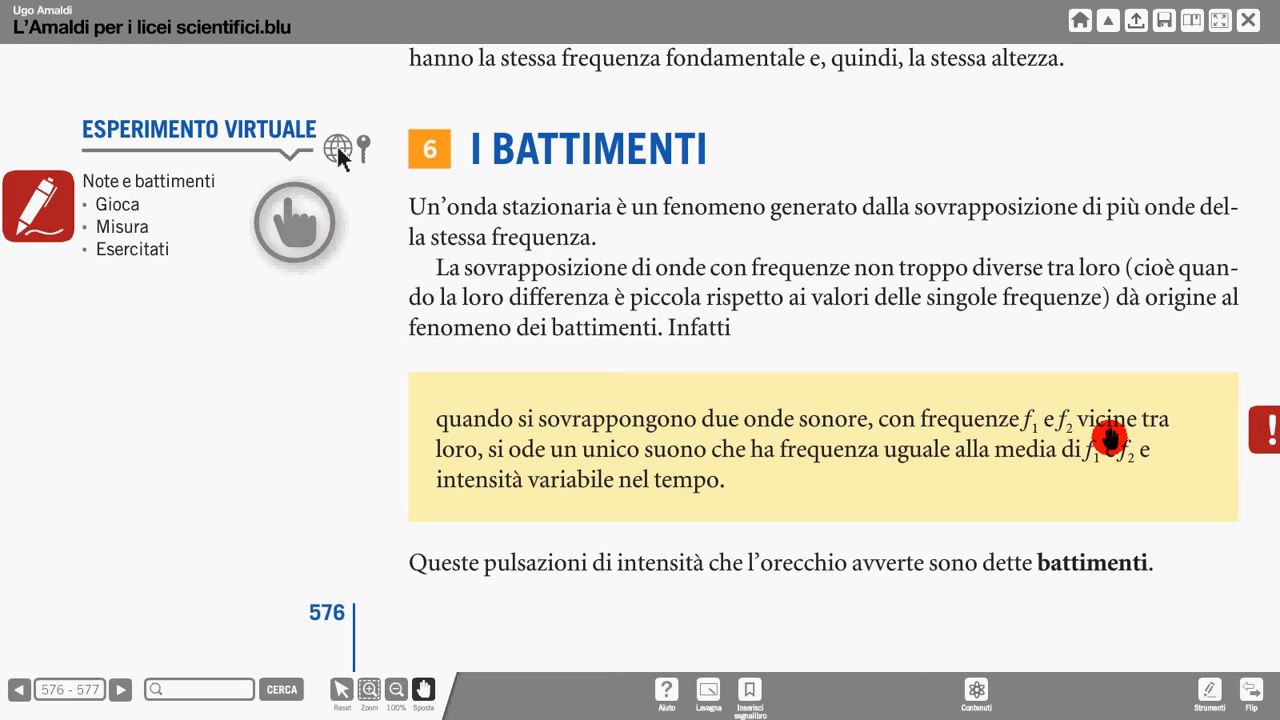 Ugo Amaldi
L'Amaldi per i licei scientifici.blu
hanno la stessa frequenza fondamentale e, quindi, la stessa altezza.
ESPERIMENTO VIRTUALE
Note e battimenti
• Gioca
• Misura
• Esercitati
6 I BATTIMENTI
Un'onda stazionaria è un fenomeno generato dalla sovrapposizione di più onde del-
la stessa frequenza.
La sovrapposizione di onde con frequenze non troppo diverse tra loro (cioè quan-
do la loro differenza è piccola rispetto ai valori delle singole frequenze) dà origine al
fenomeno dei battimenti. Infatti
quando si sovrappongono due onde sonore, con frequenze f₁ e f₂ vicine tra
loro, si ode un unico suono che ha frequenza uguale alla media di f₁ e f₂ e
intensità variabile nel tempo.
!
Queste pulsazioni di intensità che l'orecchio avverte sono dette battimenti.
576
576 - 577
CERCA
Reset
Zoom
100%
Sposta
Aiuto
Lavagna
Inserisci
segnalibro
Contenuti
Strumenti
Flip